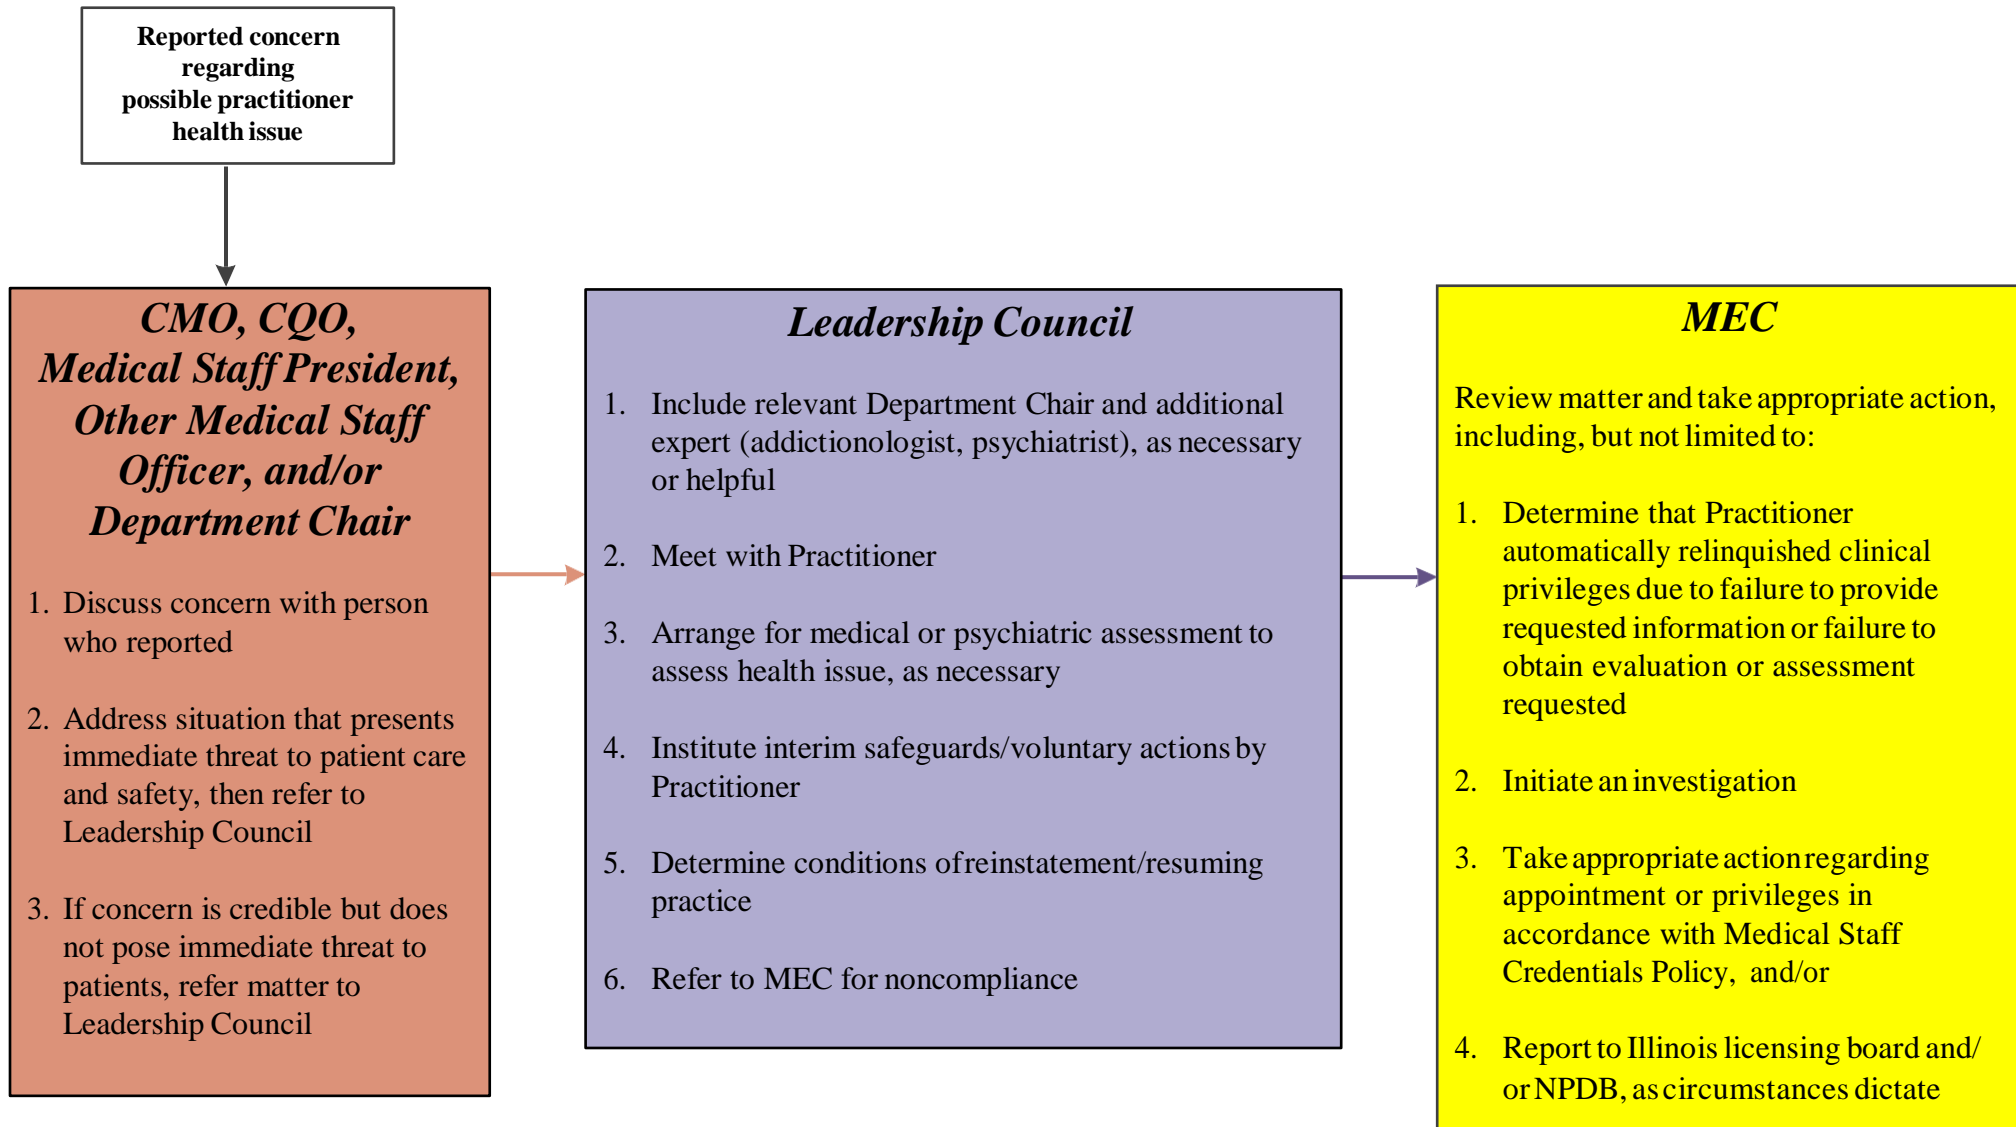 Reported concern
regarding
possible practitioner
health issue
CMO, CQO,
Medical Staff President,
Other Medical Staff
Officer, and/or
Department Chair
1. Discuss concern with person
who reported
2. Address situation that presents
immediate threat to patient care
and safety, then refer to
Leadership Council
3. If concern is credible but does
not pose immediate threat to
patients, refer matter to
Leadership Council
Leadership Council
1. Include relevant Department Chair and additional
expert (addictionologist, psychiatrist), as necessary
or helpful
2. Meet with Practitioner
3. Arrange for medical or psychiatric assessment to
assess health issue, as necessary
4. Institute interim safeguards/voluntary actions by
Practitioner
5. Determine conditions of reinstatement/resuming
practice
6. Refer to MEC for noncompliance
MEC
Review matter and take appropriate action,
including, but not limited to:
1. Determine that Practitioner
automatically relinquished clinical
privileges due to failure to provide
requested information or failure to
obtain evaluation or assessment
requested
2. Initiate an investigation
3. Take appropriate action regarding
appointment or privileges in
accordance with Medical Staff
Credentials Policy, and/or
4. Report to Illinois licensing board and/
or NPDB, as circumstances dictate